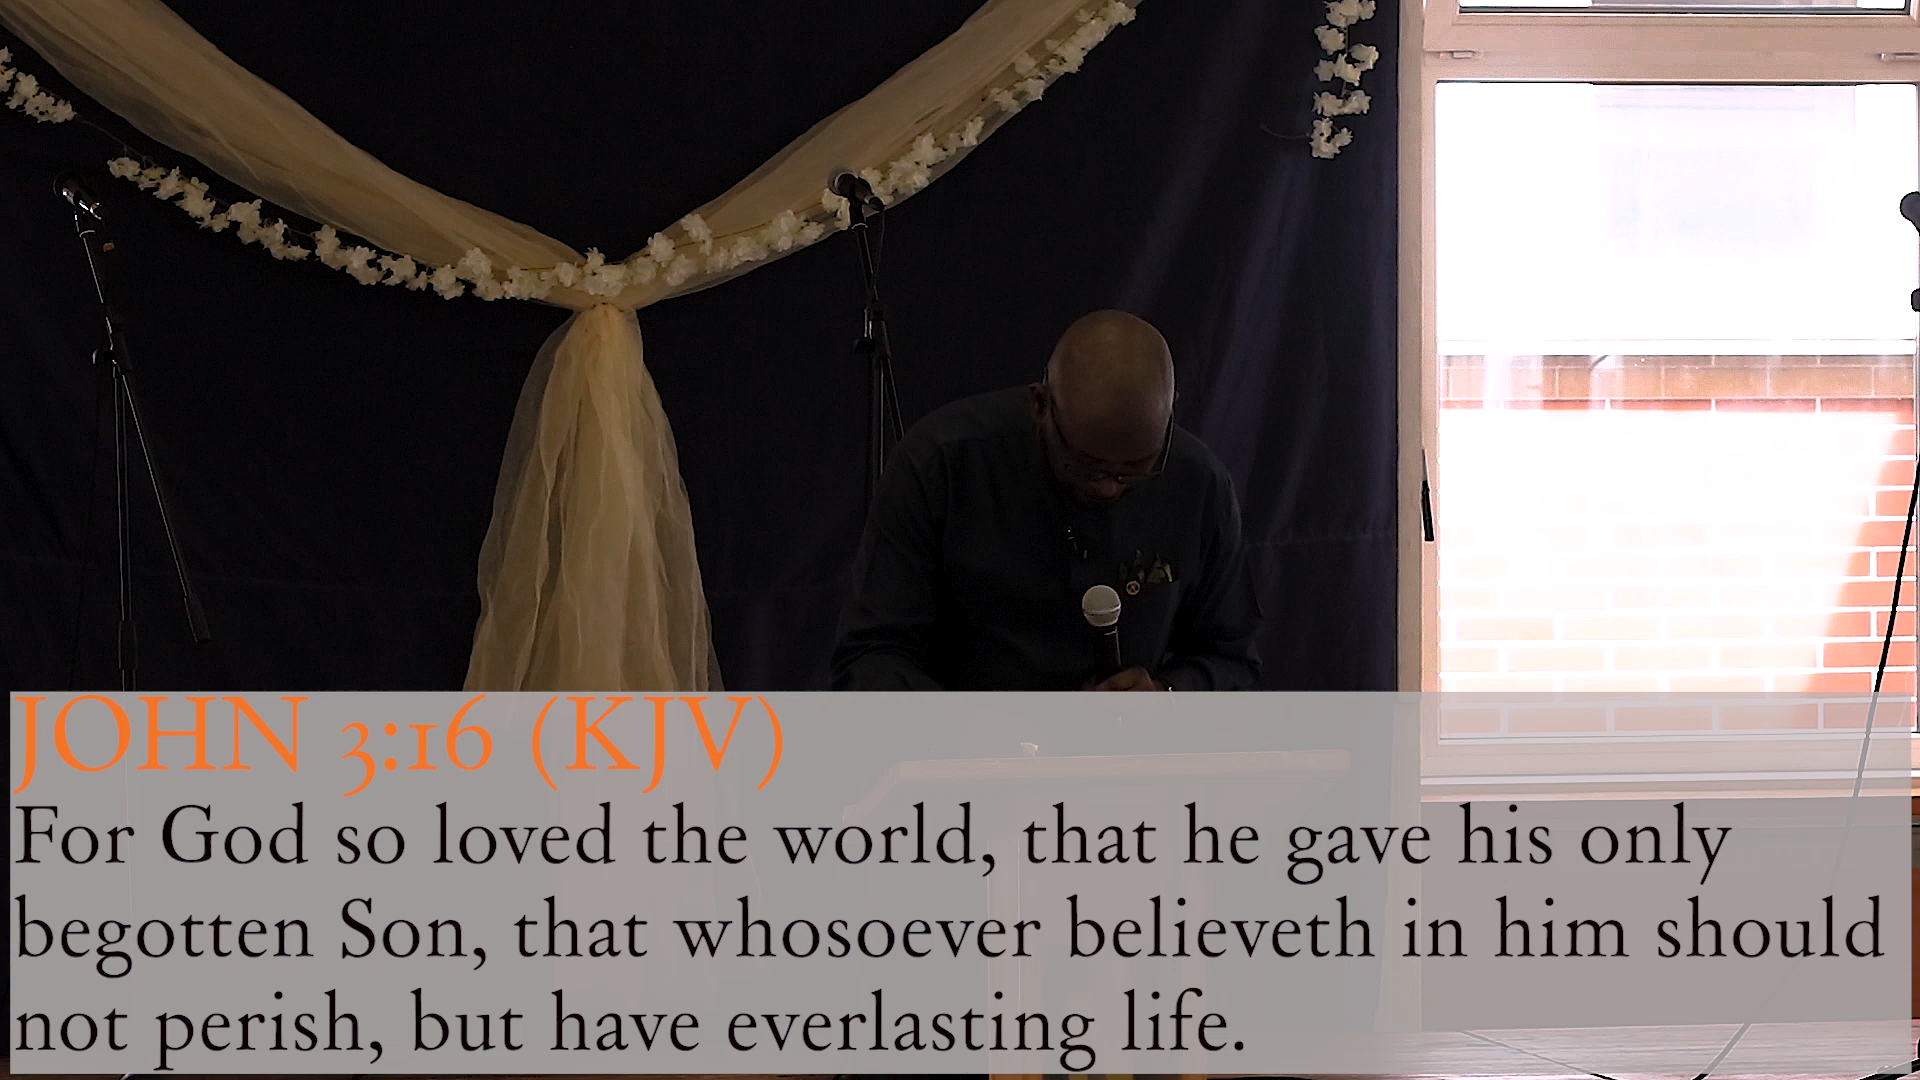 JOHN 3:16 (KJV)
For God so loved the world, that he gave his only
begotten Son, that whosoever believeth in him should
not perish, but have everlasting life.